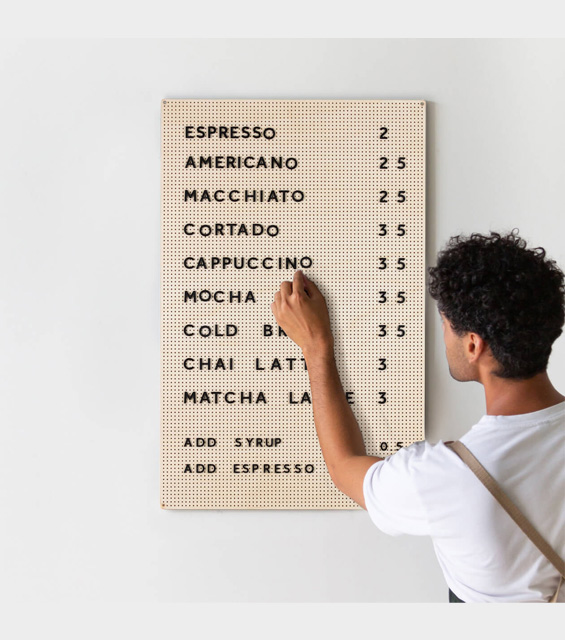 ESPRESSO 2
AMERICANO 2 5
MACCHIATO 2 5
CORTADO 3 5
CAPPUCCINO 3 5
MOCHA 3 5
COLD 3 5
CHAI 3
MATCHA 3
ADD SYRUP 0.5
ADD ESPRESSO